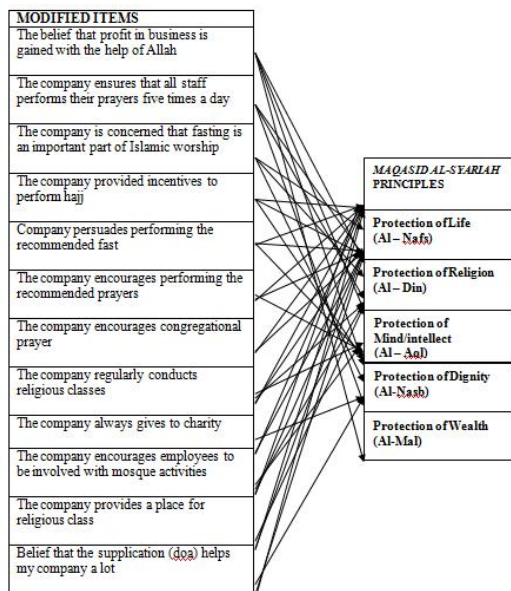 MODIFIED ITEMS
The belief that profit in business is
gained with the help of Allah
The company ensures that all staff
performs their prayers five times a day
The company is concerned that fasting is
an important part of Islamic worship
The company provided incentives to
perform hajj
Company persuades performing the
recommended fast
The company encourages performing the
recommended prayers
The company encourages congregational
prayer
The company regularly conducts
religious classes
The company always gives to charity
The company encourages employees to
be involved with mosque activities
The company provides a place for
religious class
Belief that the supplication (doa) helps
my company a lot
MAQASID AL-SYARIAH
PRINCIPLES
Protection of Life
(Al – Nafs)
Protection of Religion
(Al – Din)
Protection of
Mind/intellect
(Al – Aql)
Protection of Dignity
(Al-Nasb)
Protection of Wealth
(Al-Mal)